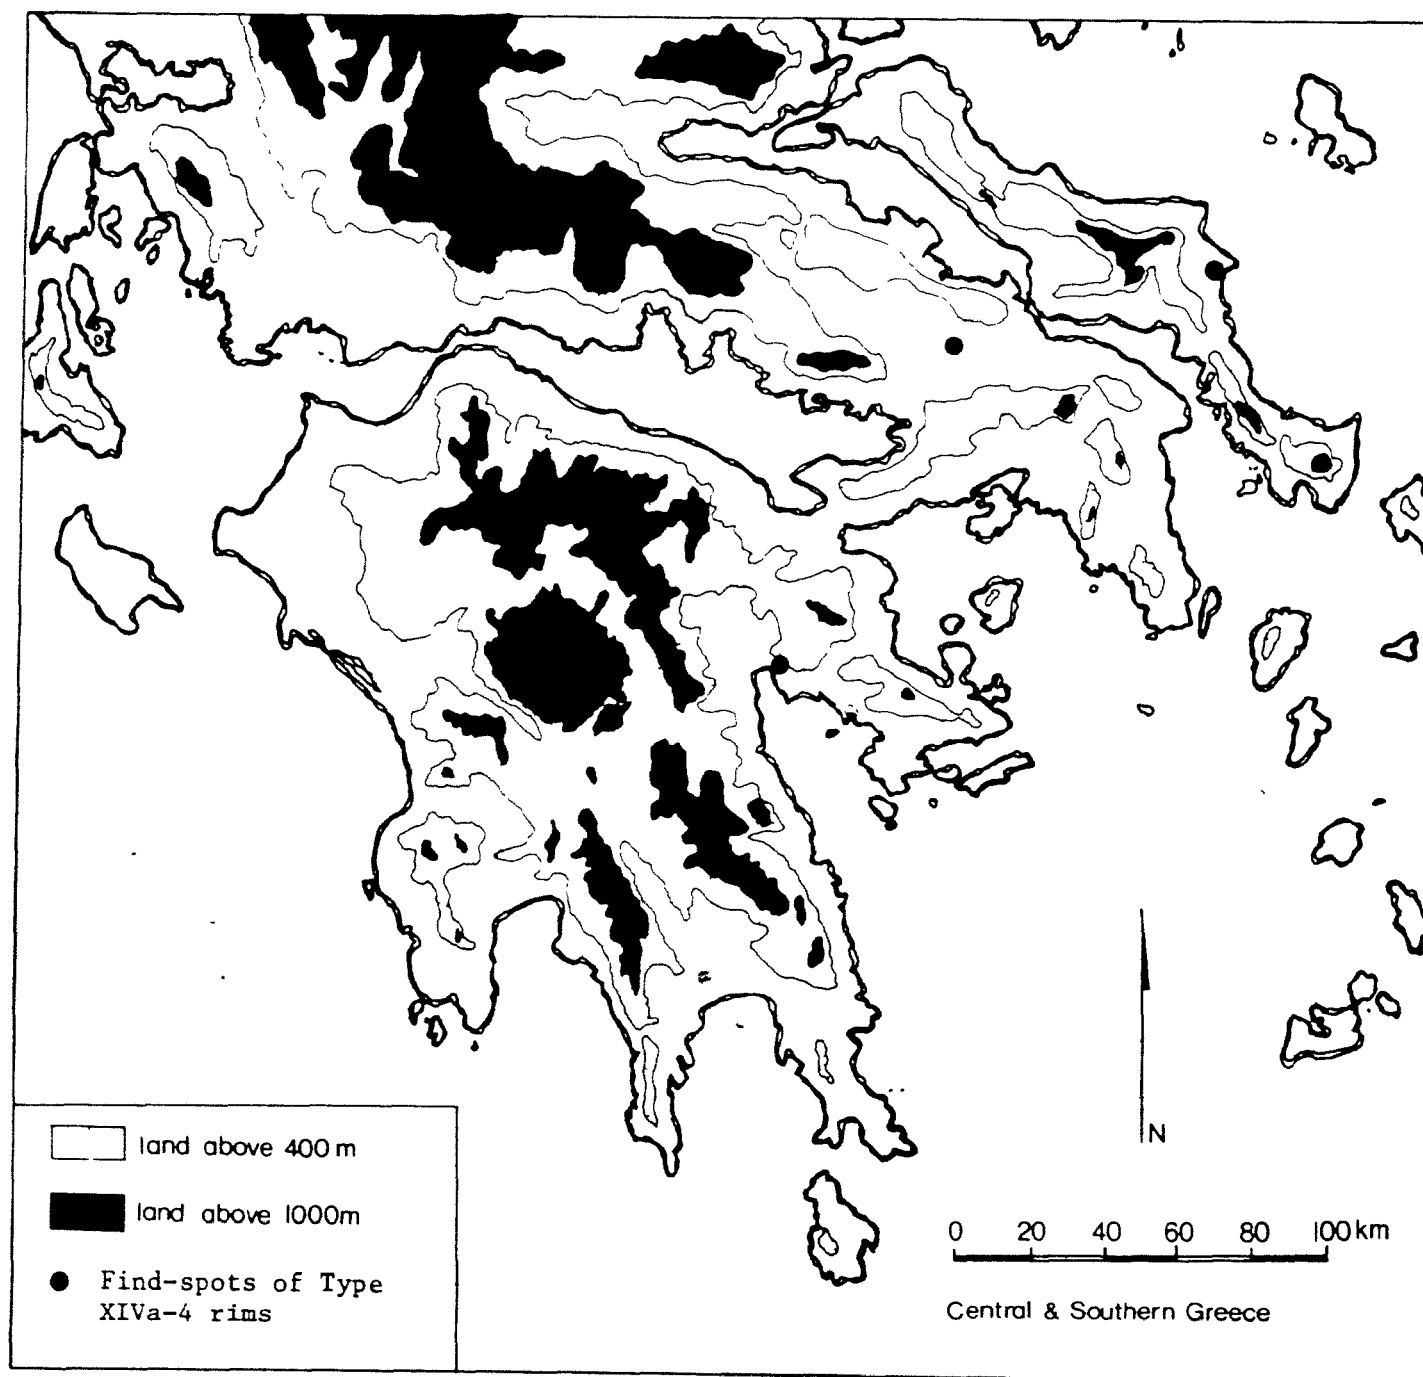 land above 400 m
land above 1000m
Find-spots of Type
XIVa-4 rims
N
0 20 40 60 80 100 km
Central & Southern Greece